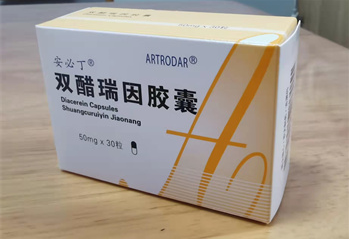 安必丁® ARTRODAR®
双醋瑞因胶囊
Diacerein Capsules
Shuangcuruiyin Jiaonang
50mg x 30粒